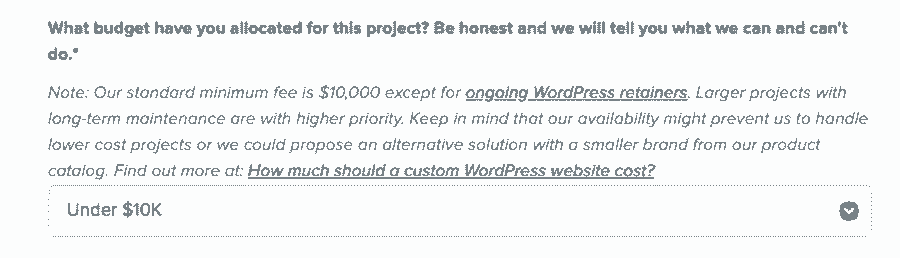 What budget have you allocated for this project? Be honest and we will tell you what we can and can't
do.*
Note: Our standard minimum fee is $10,000 except for ongoing WordPress retainers. Larger projects with
long-term maintenance are with higher priority. Keep in mind that our availability might prevent us to handle
lower cost projects or we could propose an alternative solution with a smaller brand from our product
catalog. Find out more at: How much should a custom WordPress website cost?
Under $10K